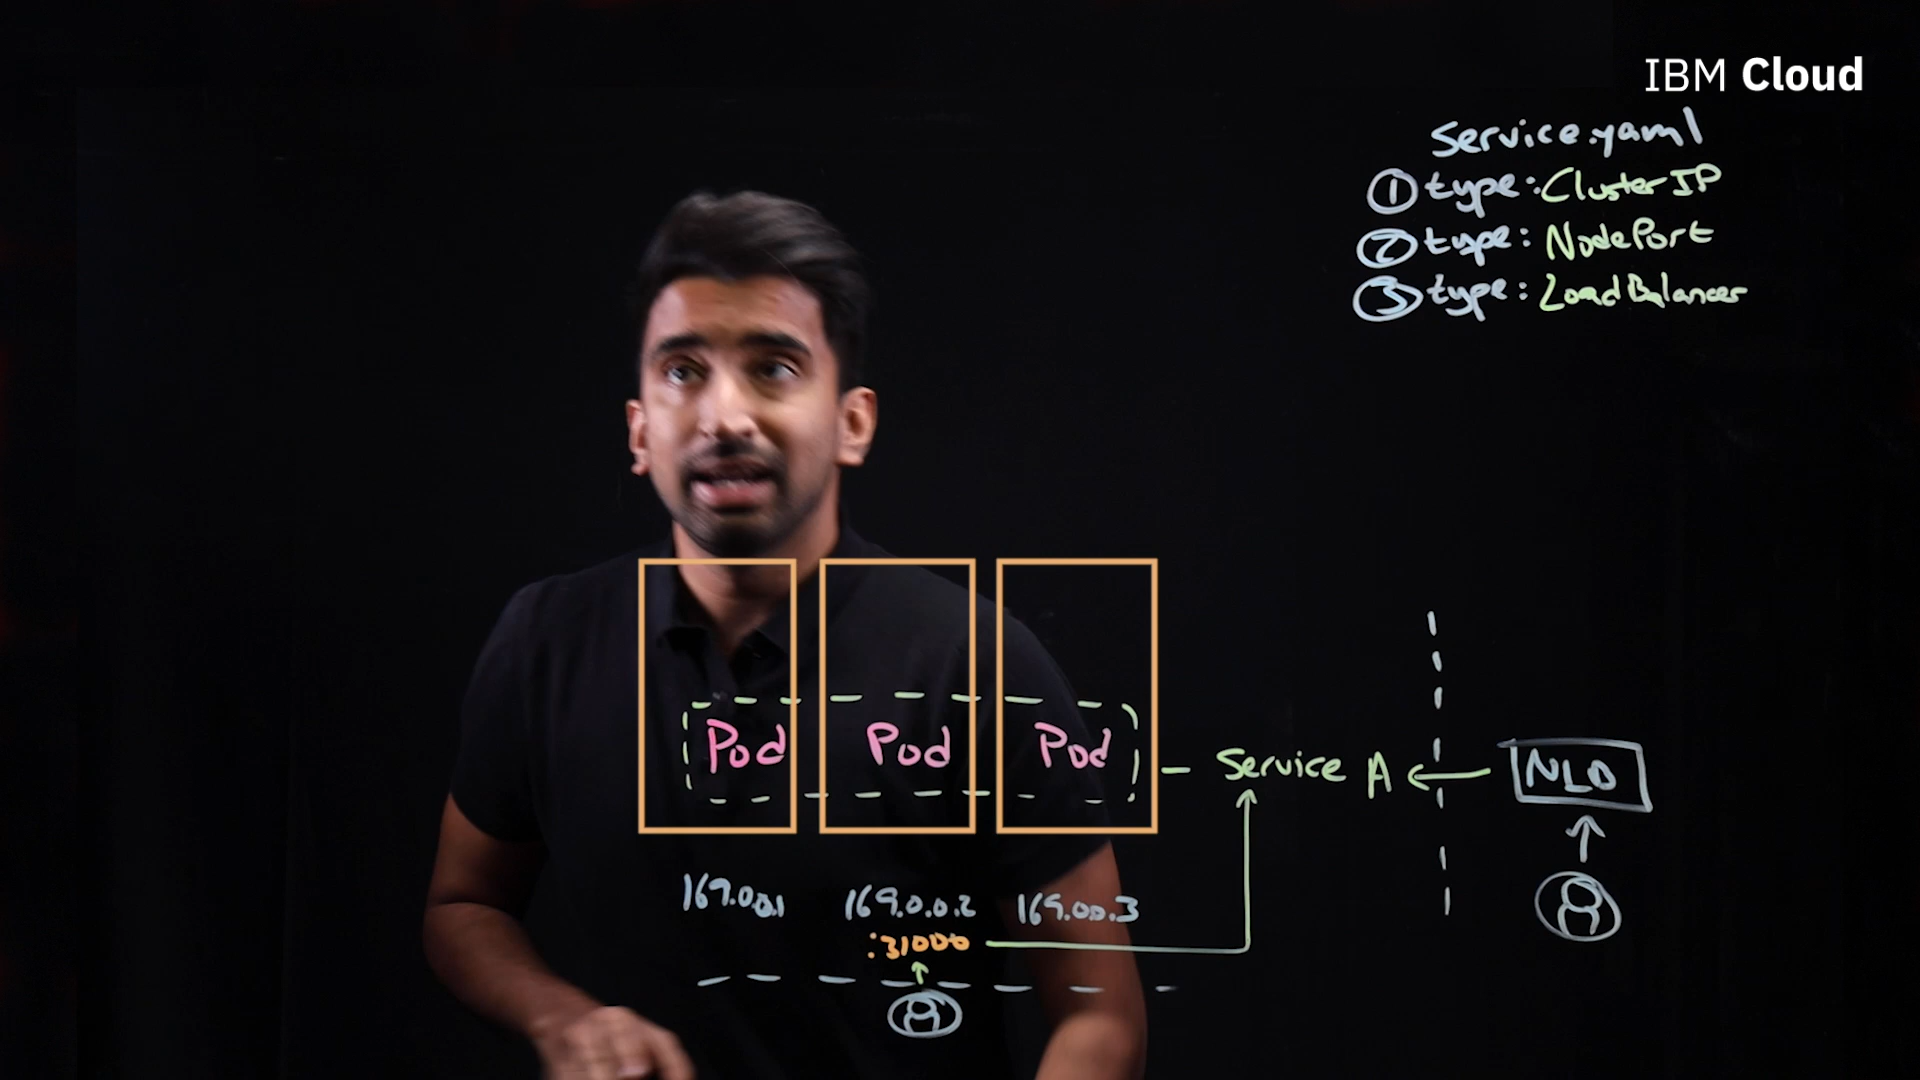 IBM Cloud
Service.yaml
① type: ClusterIP
② type: NodePort
③ type: LoadBalancer
Pod Pod Pod
Service A
NLB
169.0.0.1 169.0.0.2 169.0.0.3
:31000